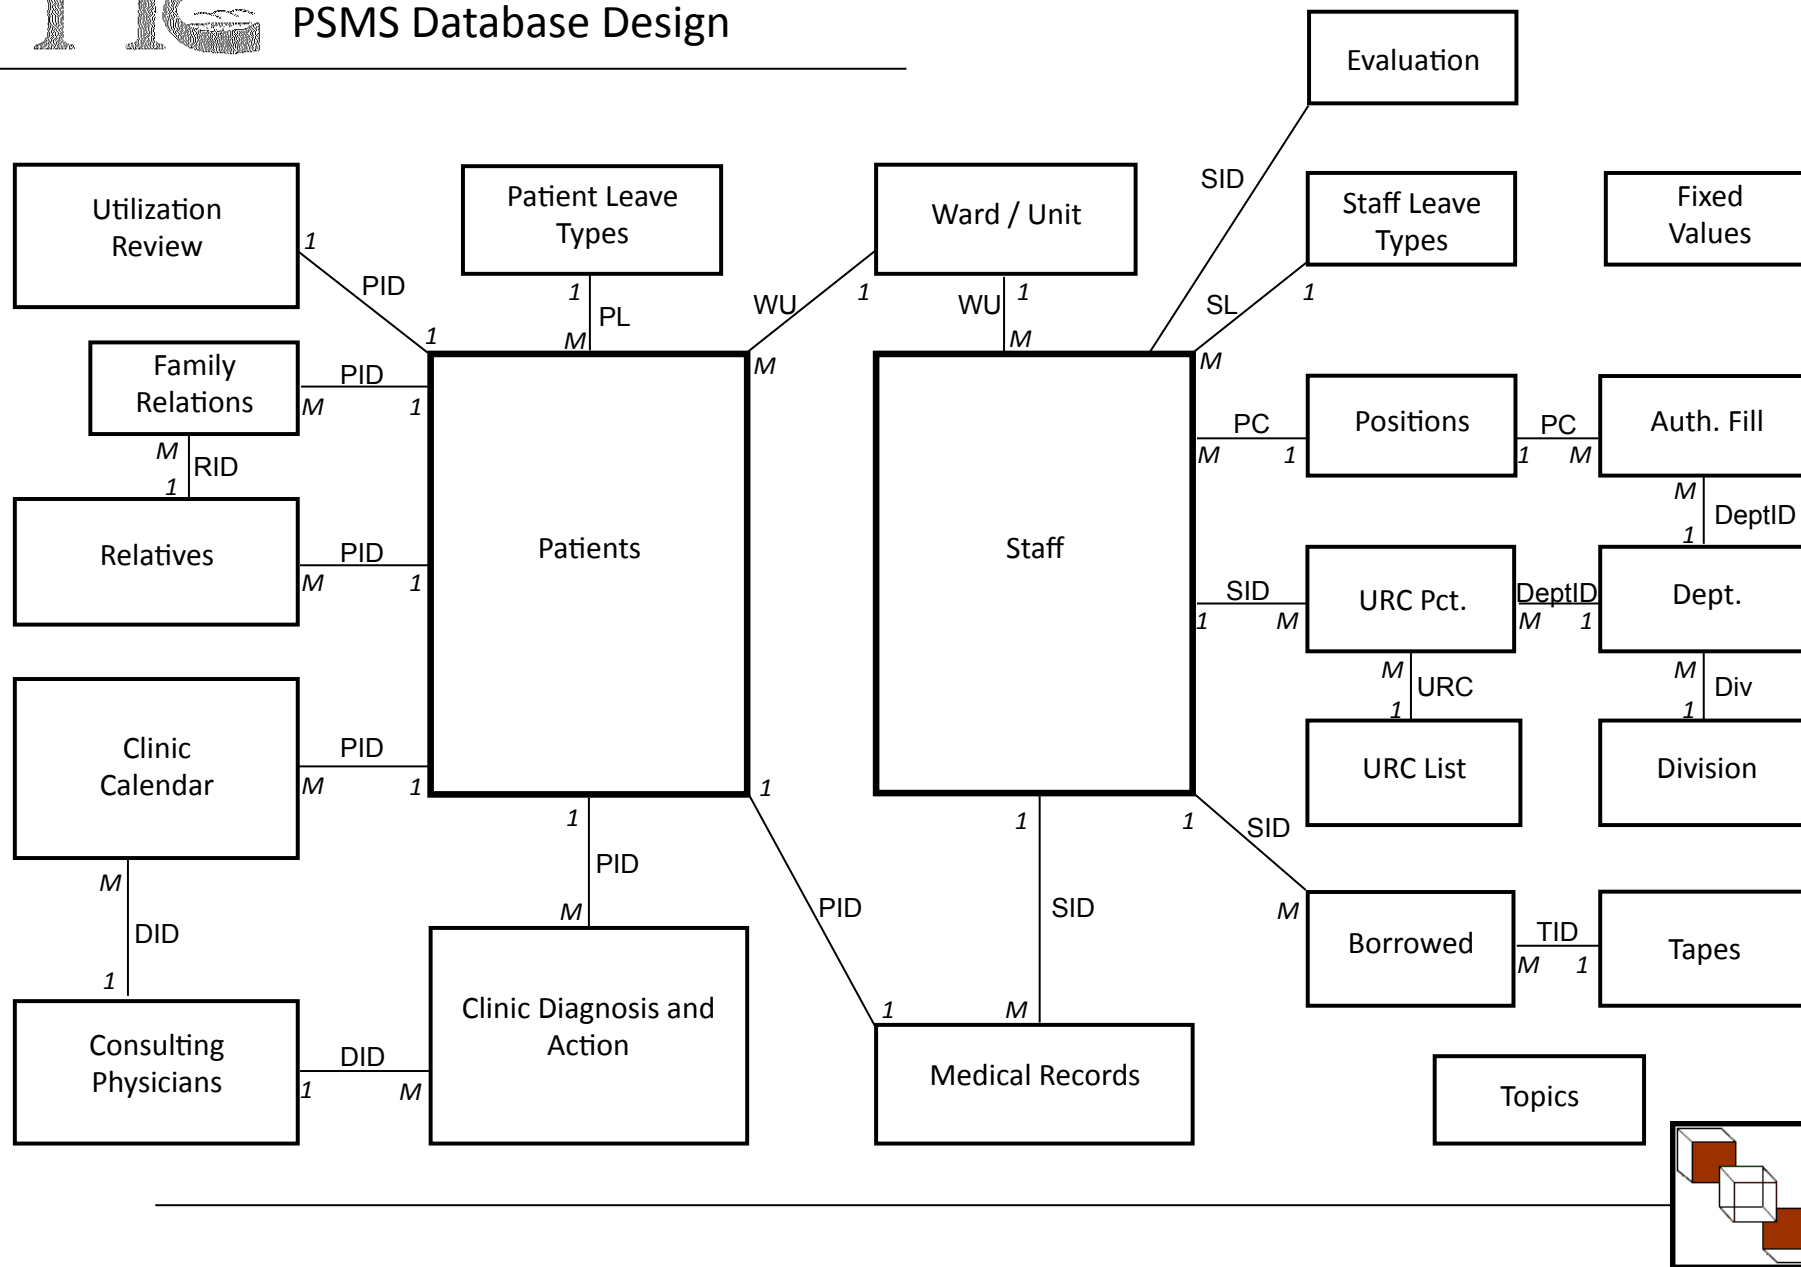 PSMS Database Design
Evaluation
SID
Utilization
Review
1
PID
1
Patient Leave
Types
1
PL
M
Ward / Unit
WU
1
M
WU
1
M
Staff Leave
Types
SL
1
M
Fixed
Values
Family
Relations
PID
M
1
M
RID
1
Relatives
PID
M
1
Patients
Staff
PC
M
1
Positions
PC
1
M
Auth. Fill
M
DeptID
1
SID
1
M
URC Pct.
DeptID
M
1
Dept.
M
URC
1
M
Div
1
URC List
Division
Clinic
Calendar
PID
M
1
M
DID
1
1
PID
M
1
PID
1
1
SID
M
1
SID
M
Borrowed
TID
M
1
Tapes
Consulting
Physicians
DID
1
M
Clinic Diagnosis and
Action
Medical Records
Topics